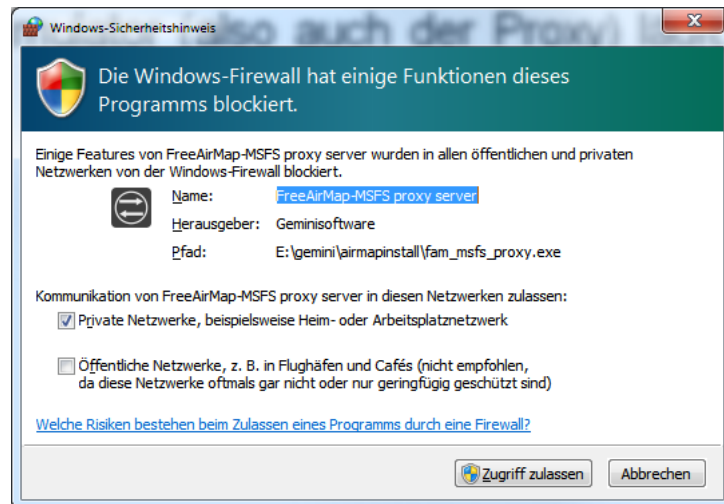 Windows-Sicherheitshinweis
also auch der Proxy)
Die Windows-Firewall hat einige Funktionen dieses
Programms blockiert.
Einige Features von FreeAirMap-MSFS proxy server wurden in allen öffentlichen und privaten
Netzwerken von der Windows-Firewall blockiert.
Name: FreeAirMap-MSFS proxy server
Herausgeber: Geminisoftware
Pfad: E:\gemini\airmapinstall\fam_msfs_proxy.exe
Kommunikation von FreeAirMap-MSFS proxy server in diesen Netzwerken zulassen:
Private Netzwerke, beispielsweise Heim- oder Arbeitsplatznetzwerk
Öffentliche Netzwerke, z. B. in Flughäfen und Cafés (nicht empfohlen,
da diese Netzwerke oftmals gar nicht oder nur geringfügig geschützt sind)
Welche Risiken bestehen beim Zulassen eines Programms durch eine Firewall?
Zugriff zulassen Abbrechen